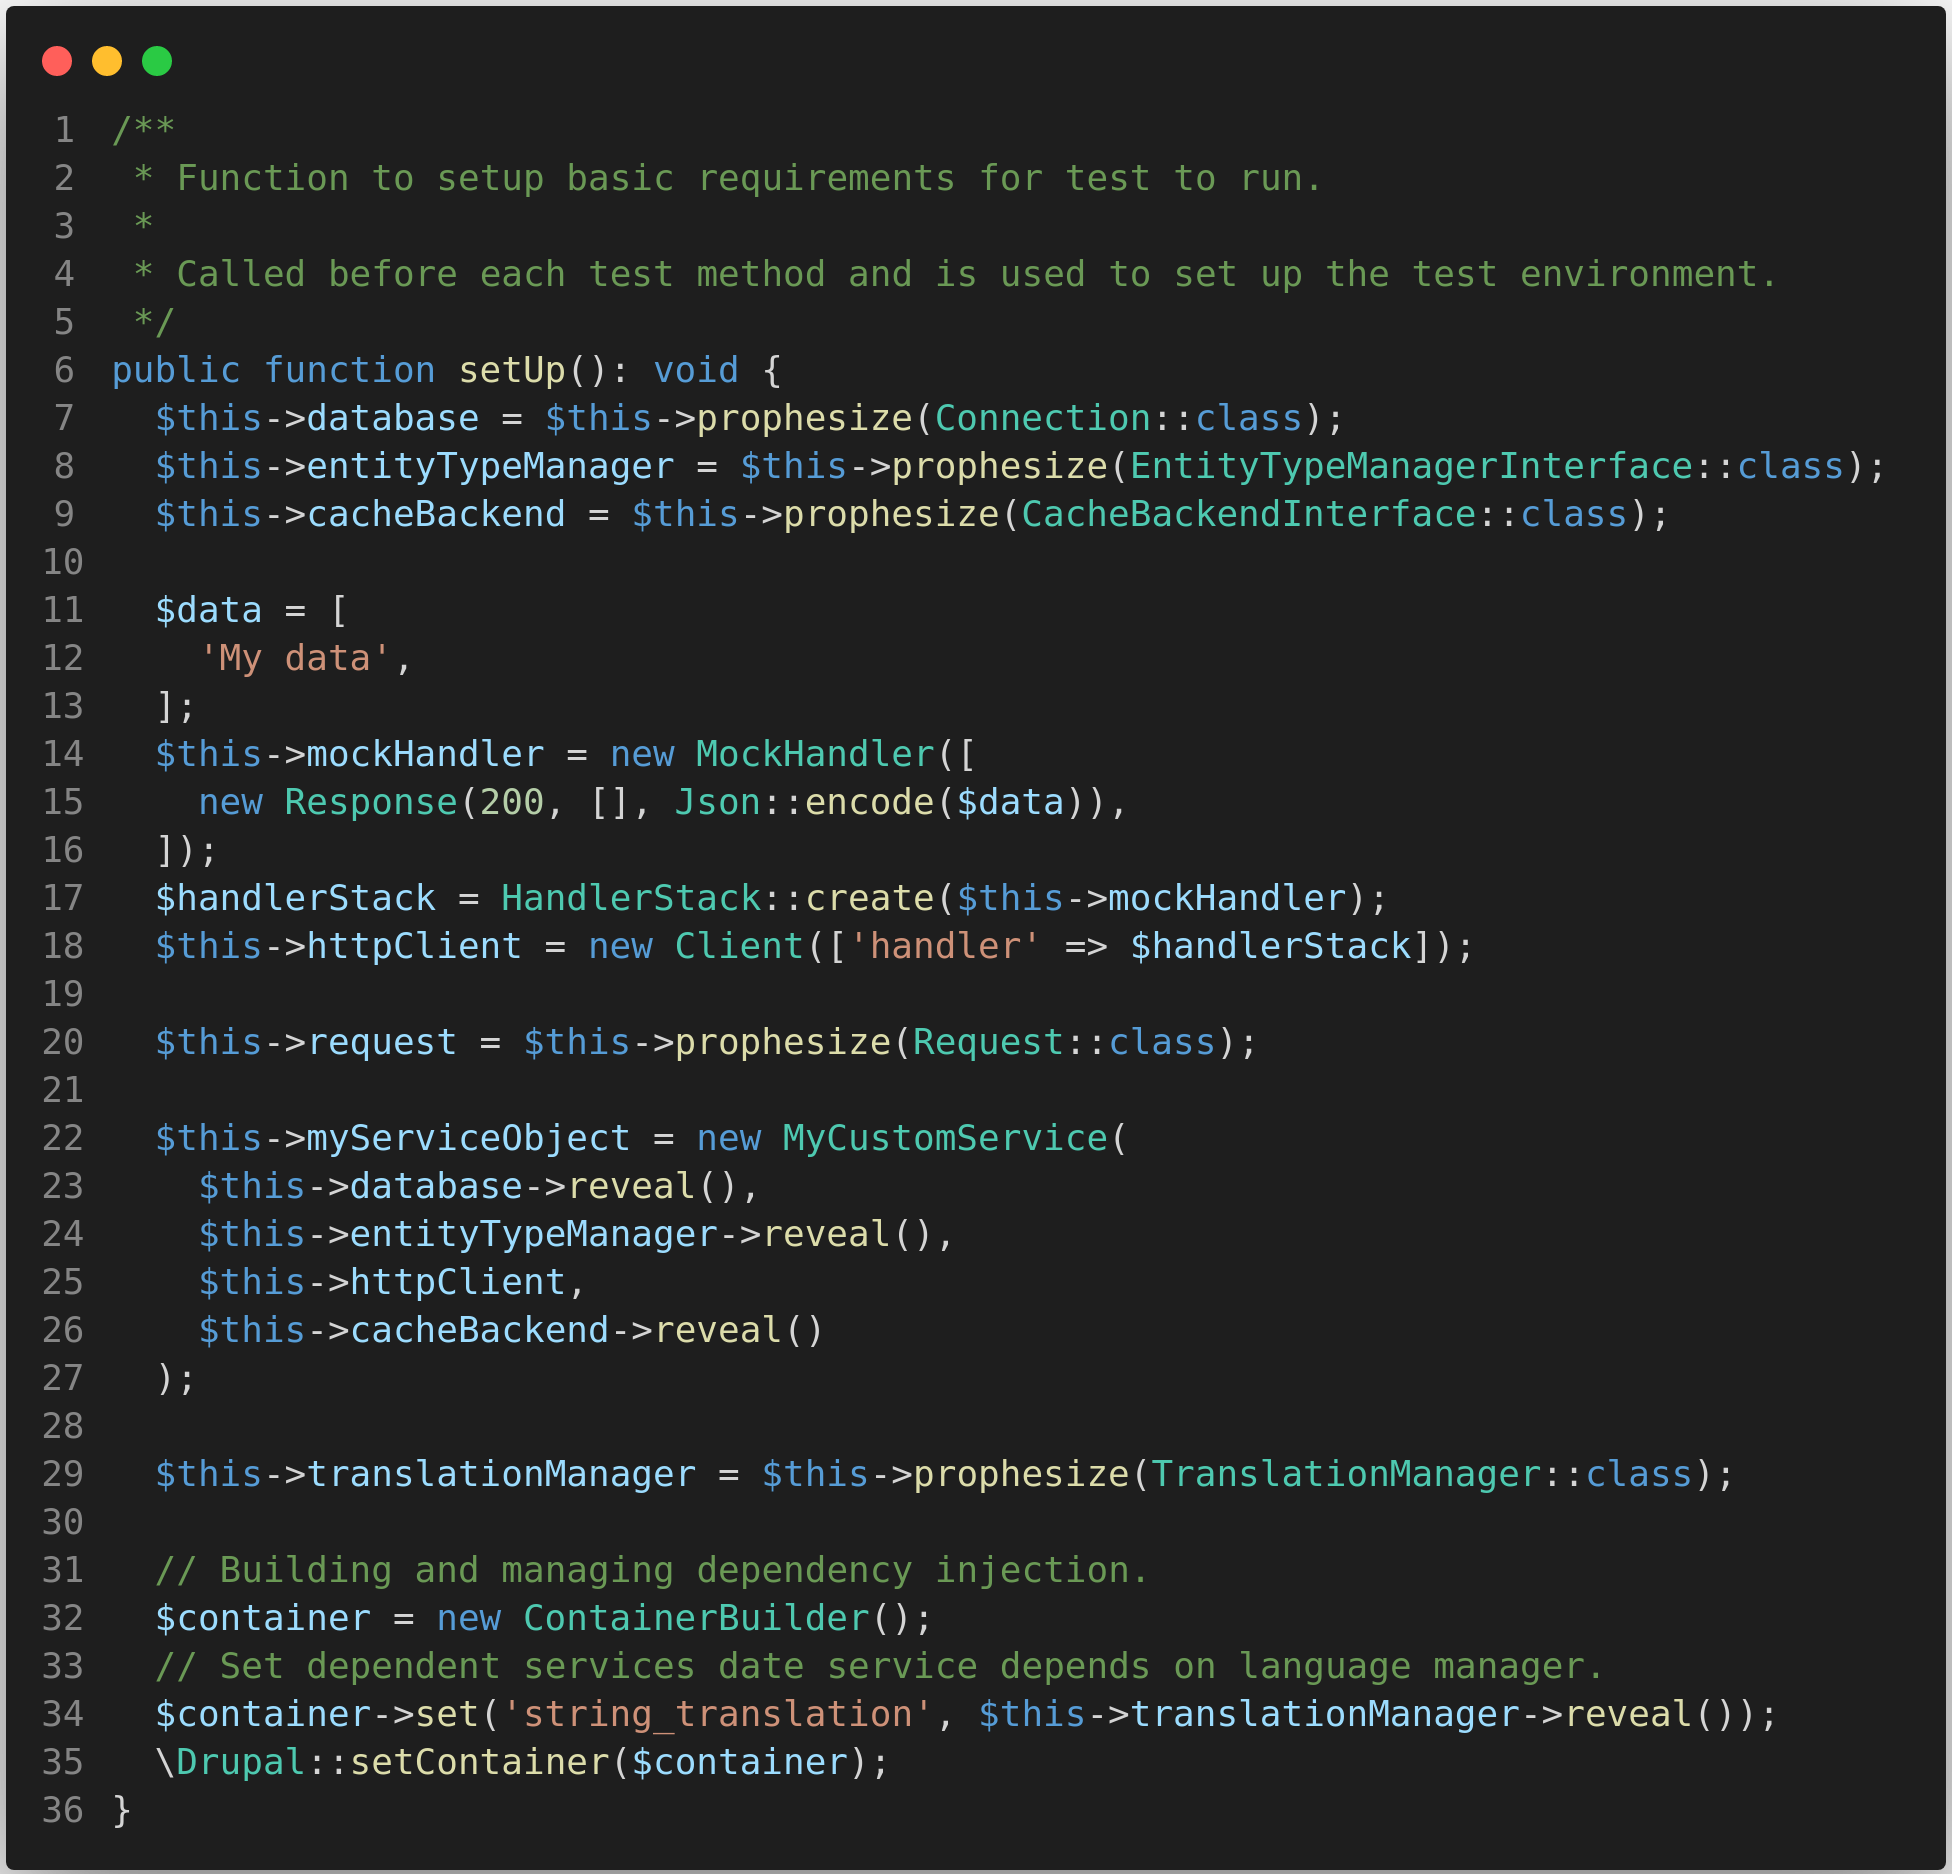 1 /**
2  * Function to setup basic requirements for test to run.
3  *
4  * Called before each test method and is used to set up the test environment.
5  */
6 public function setUp(): void {
7   $this->database = $this->prophesize(Connection::class);
8   $this->entityTypeManager = $this->prophesize(EntityTypeManagerInterface::class);
9   $this->cacheBackend = $this->prophesize(CacheBackendInterface::class);
10
11   $data = [
12     'My data',
13   ];
14   $this->mockHandler = new MockHandler([
15     new Response(200, [], Json::encode($data)),
16   ]);
17   $handlerStack = HandlerStack::create($this->mockHandler);
18   $this->httpClient = new Client(['handler' => $handlerStack]);
19
20   $this->request = $this->prophesize(Request::class);
21
22   $this->myServiceObject = new MyCustomService(
23     $this->database->reveal(),
24     $this->entityTypeManager->reveal(),
25     $this->httpClient,
26     $this->cacheBackend->reveal()
27   );
28
29   $this->translationManager = $this->prophesize(TranslationManager::class);
30
31   // Building and managing dependency injection.
32   $container = new ContainerBuilder();
33   // Set dependent services date service depends on language manager.
34   $container->set('string_translation', $this->translationManager->reveal());
35   \Drupal::setContainer($container);
36 }